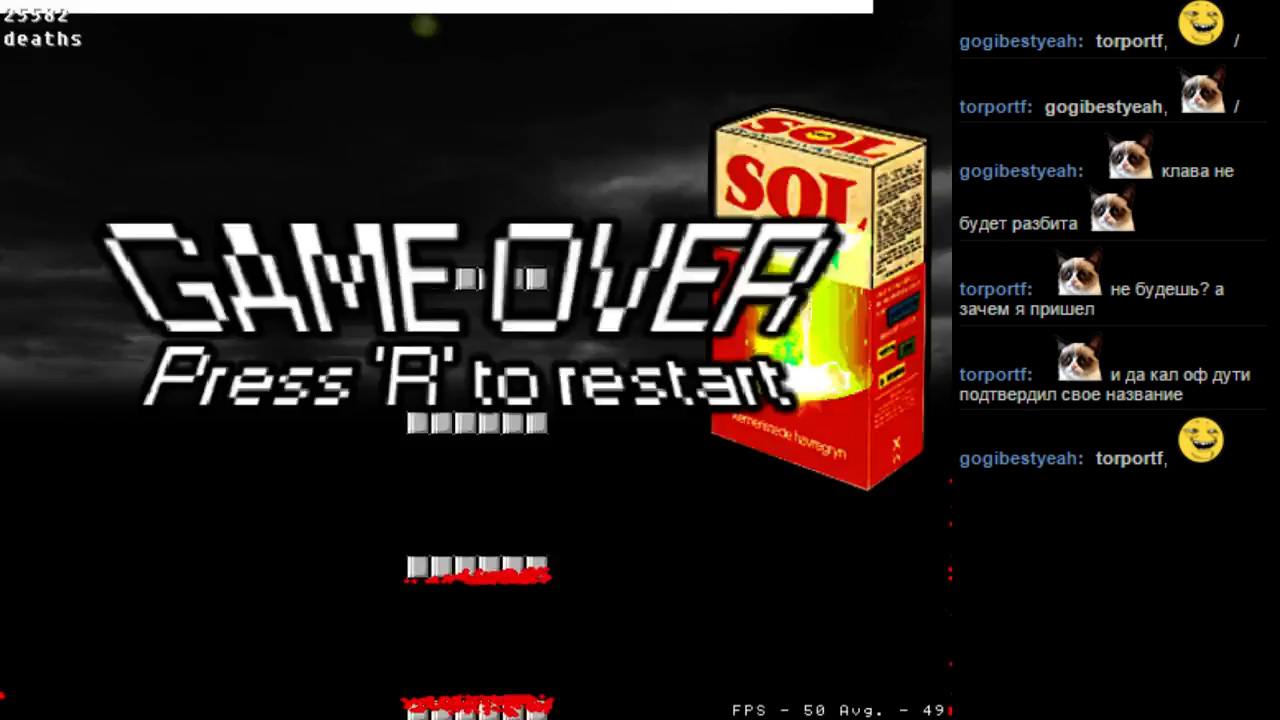 25582
deaths
SOL
SOL
GAME OVER
Press 'R' to restart
FPS - 50 Avg. - 49
gogibestyeah: torportf, /
torportf: gogibestyeah, /
gogibestyeah: клава не
будет разбита
torportf: не будешь? а
зачем я пришел
torportf: и да кал оф дути
подтвердил свое название
gogibestyeah: torportf,